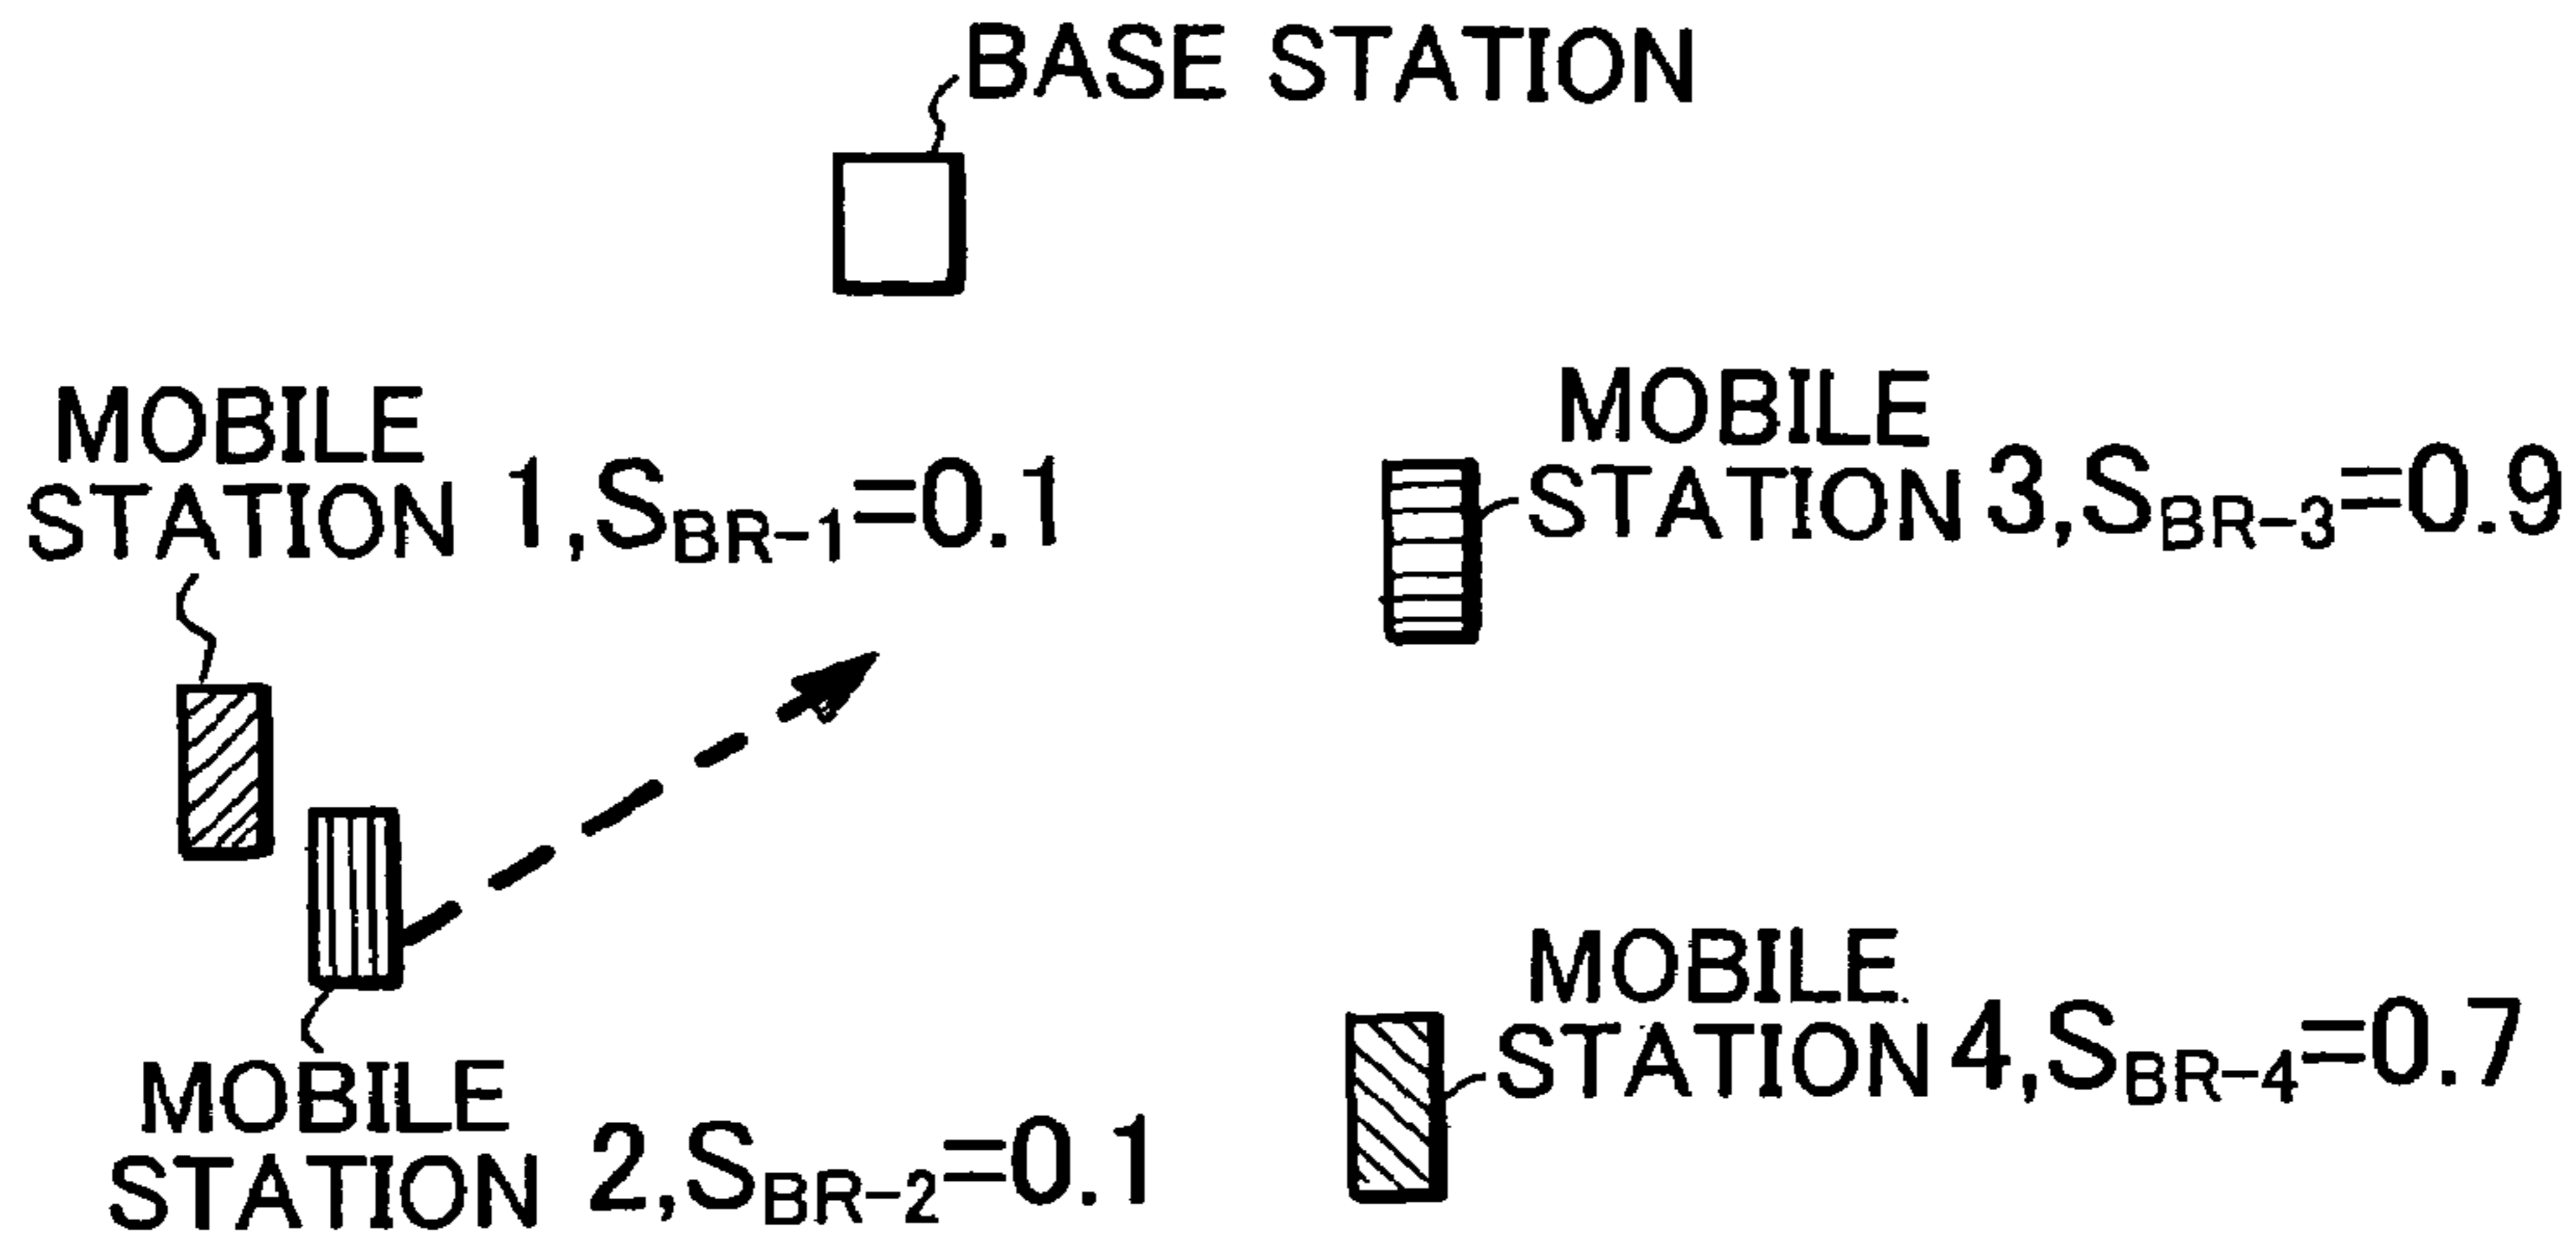 BASE STATION
MOBILE
STATION 1,SBR-1=0.1
MOBILE
STATION 3,SBR-3=0.9
MOBILE
STATION 2,SBR-2=0.1
MOBILE
STATION 4,SBR-4=0.7